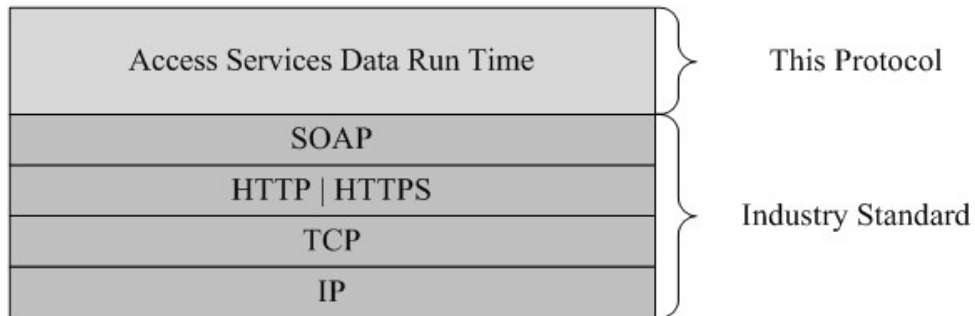 Access Services Data Run Time
This Protocol
SOAP
HTTP | HTTPS
TCP
IP
Industry Standard